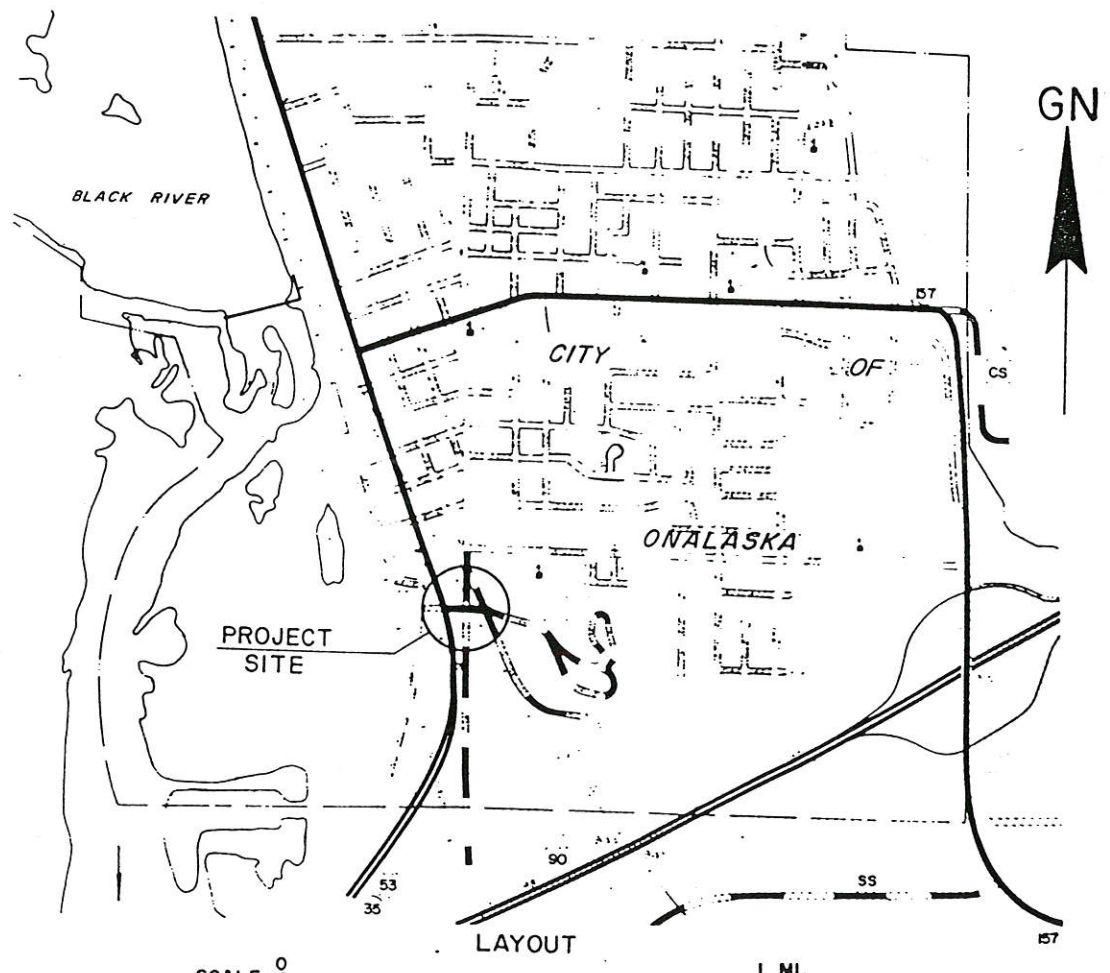 GN
BLACK RIVER
157
CITY OF
CS
ONALASKA
PROJECT
SITE
90
53
35
SS
157
LAYOUT
SCALE 0
1 MI.